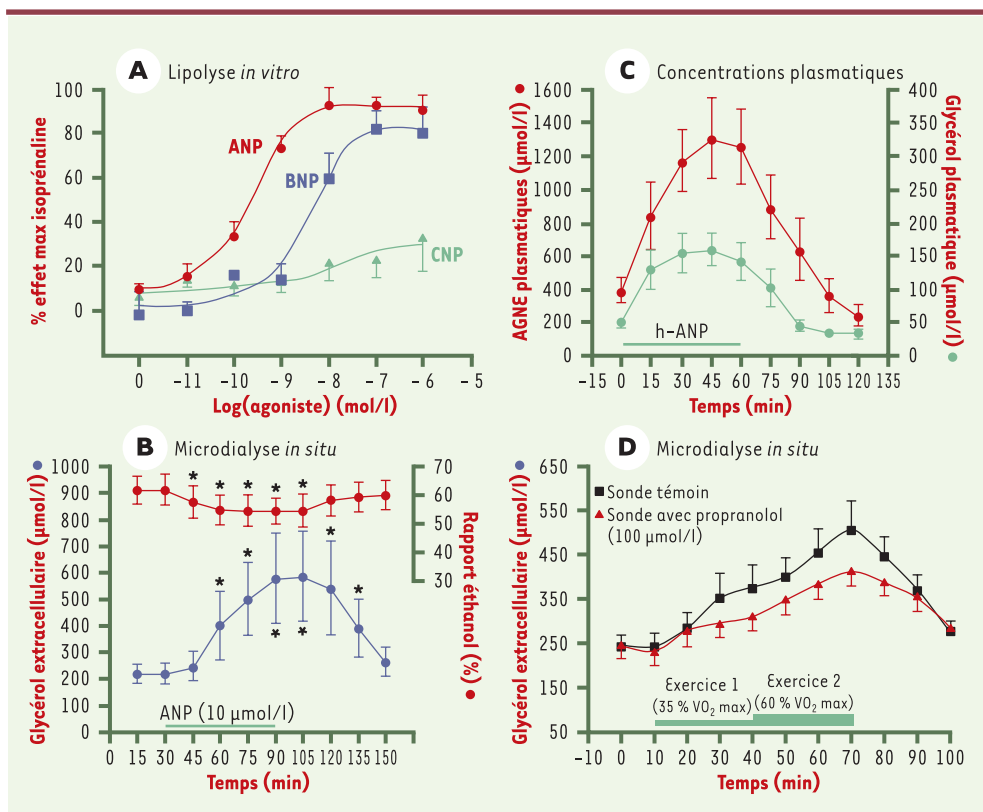 A Lipolyse in vitro
% effet max isoprénaline
100
80
60
40
20
0
ANP
BNP
CNP
0 –11 –10 –9 –8 –7 –6 –5
Log(agoniste) (mol/l)
C Concentrations plasmatiques
AGNE plasmatiques (µmol/l)
1600
1400
1200
1000
800
600
400
200
0
Glycérol plasmatique (µmol/l)
400
350
300
250
200
150
100
50
0
h-ANP
–15 0 15 30 45 60 75 90 105 120 135
Temps (min)
B Microdialyse in situ
Glycérol extracellulaire (µmol/l)
1000
900
800
700
600
500
400
300
200
100
0
Rapport éthanol (%)
70
60
50
40
30
* * * * *
* * *
* * *
ANP (10 µmol/l)
15 30 45 60 75 90 105 120 135 150
Temps (min)
D Microdialyse in situ
Glycérol extracellulaire (µmol/l)
650
550
450
350
250
150
50
Sonde témoin
Sonde avec propranolol
(100 µmol/l)
Exercice 1
(35 % VO2 max)
Exercice 2
(60 % VO2 max)
–10 0 10 20 30 40 50 60 70 80 90 100
Temps (min)